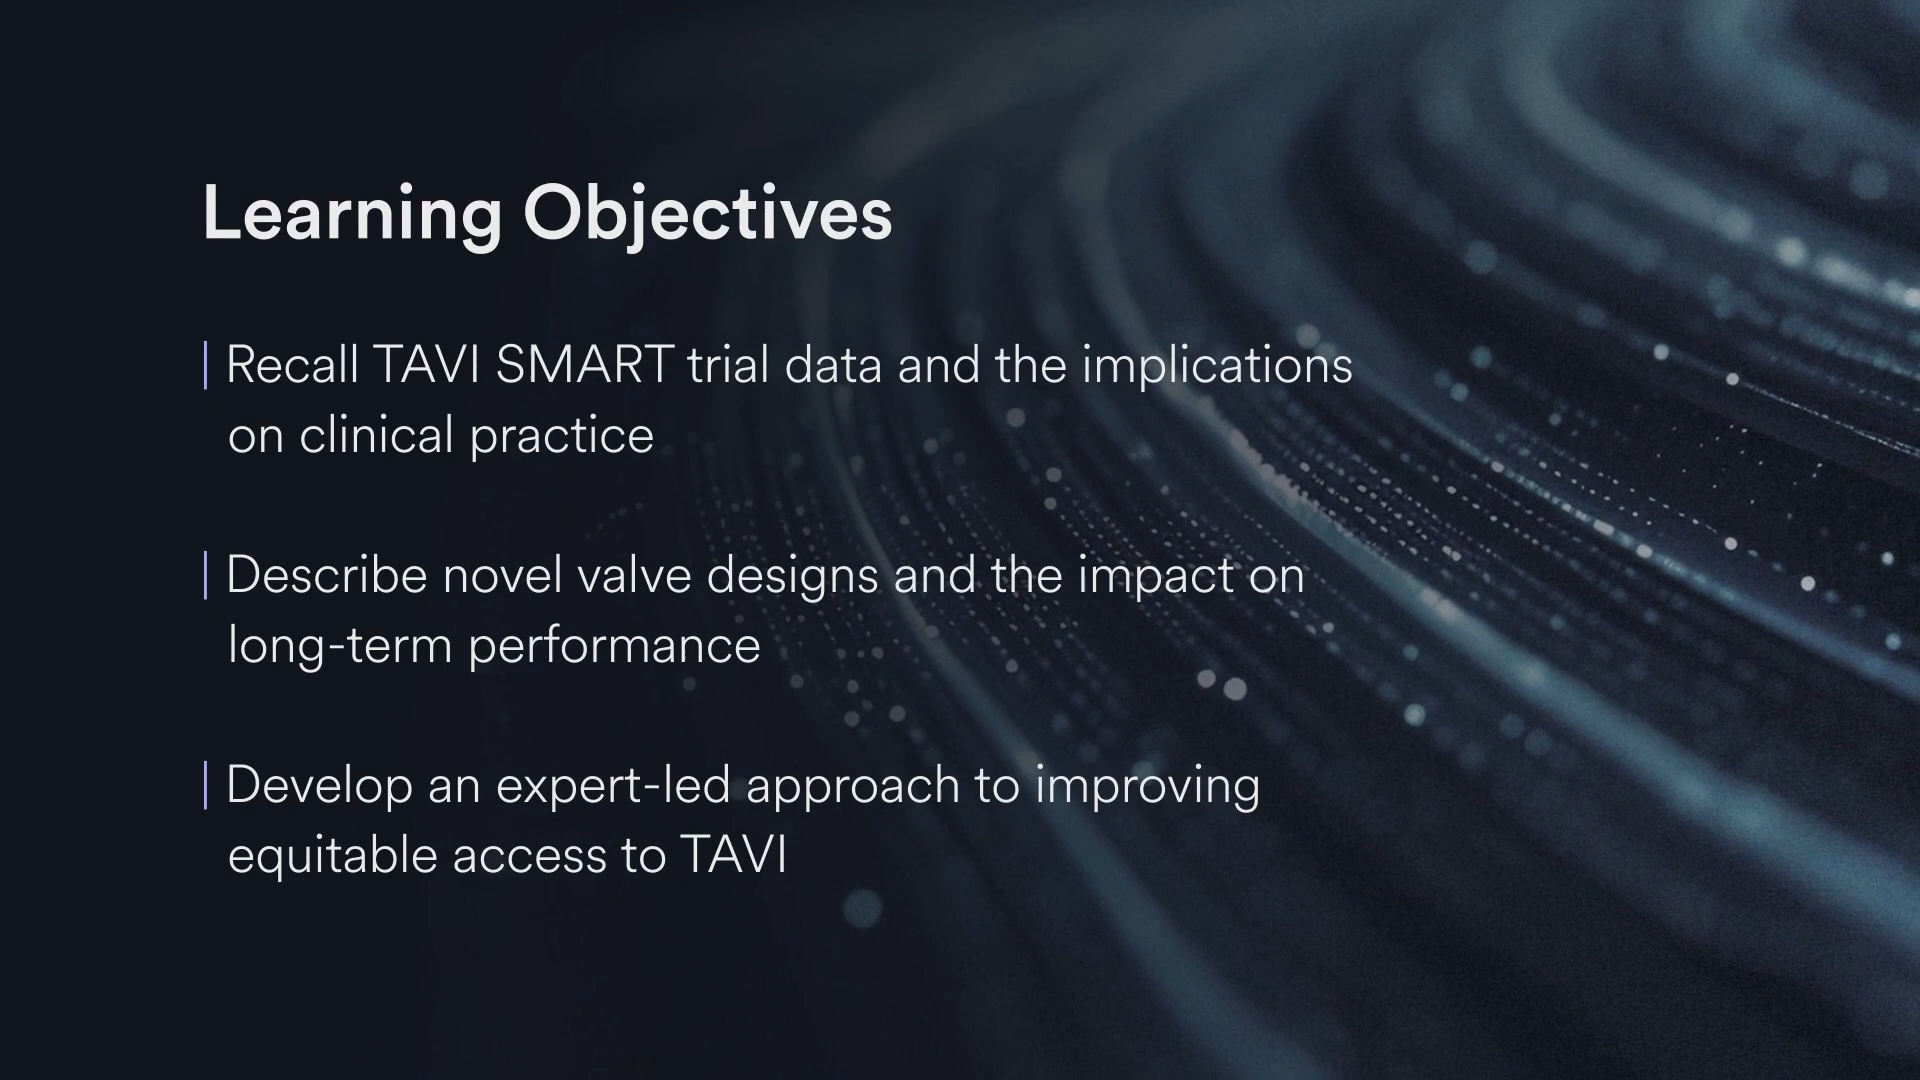 Learning Objectives
Recall TAVI SMART trial data and the implications
on clinical practice
Describe novel valve designs and the impact on
long-term performance
Develop an expert-led approach to improving
equitable access to TAVI